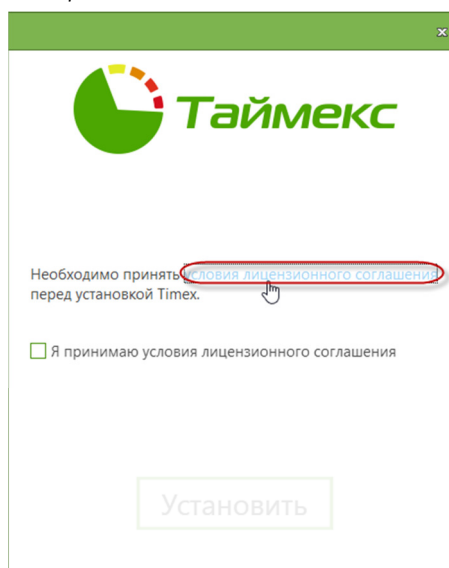 Таймекс
Необходимо принять условия лицензионного соглашения
перед установкой Timex.
Я принимаю условия лицензионного соглашения
Установить